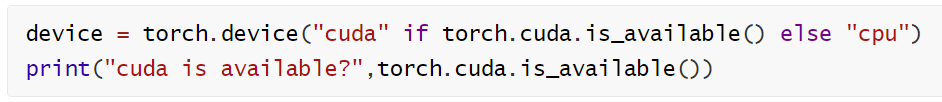 device = torch.device("cuda" if torch.cuda.is_available() else "cpu")
print("cuda is available?",torch.cuda.is_available())